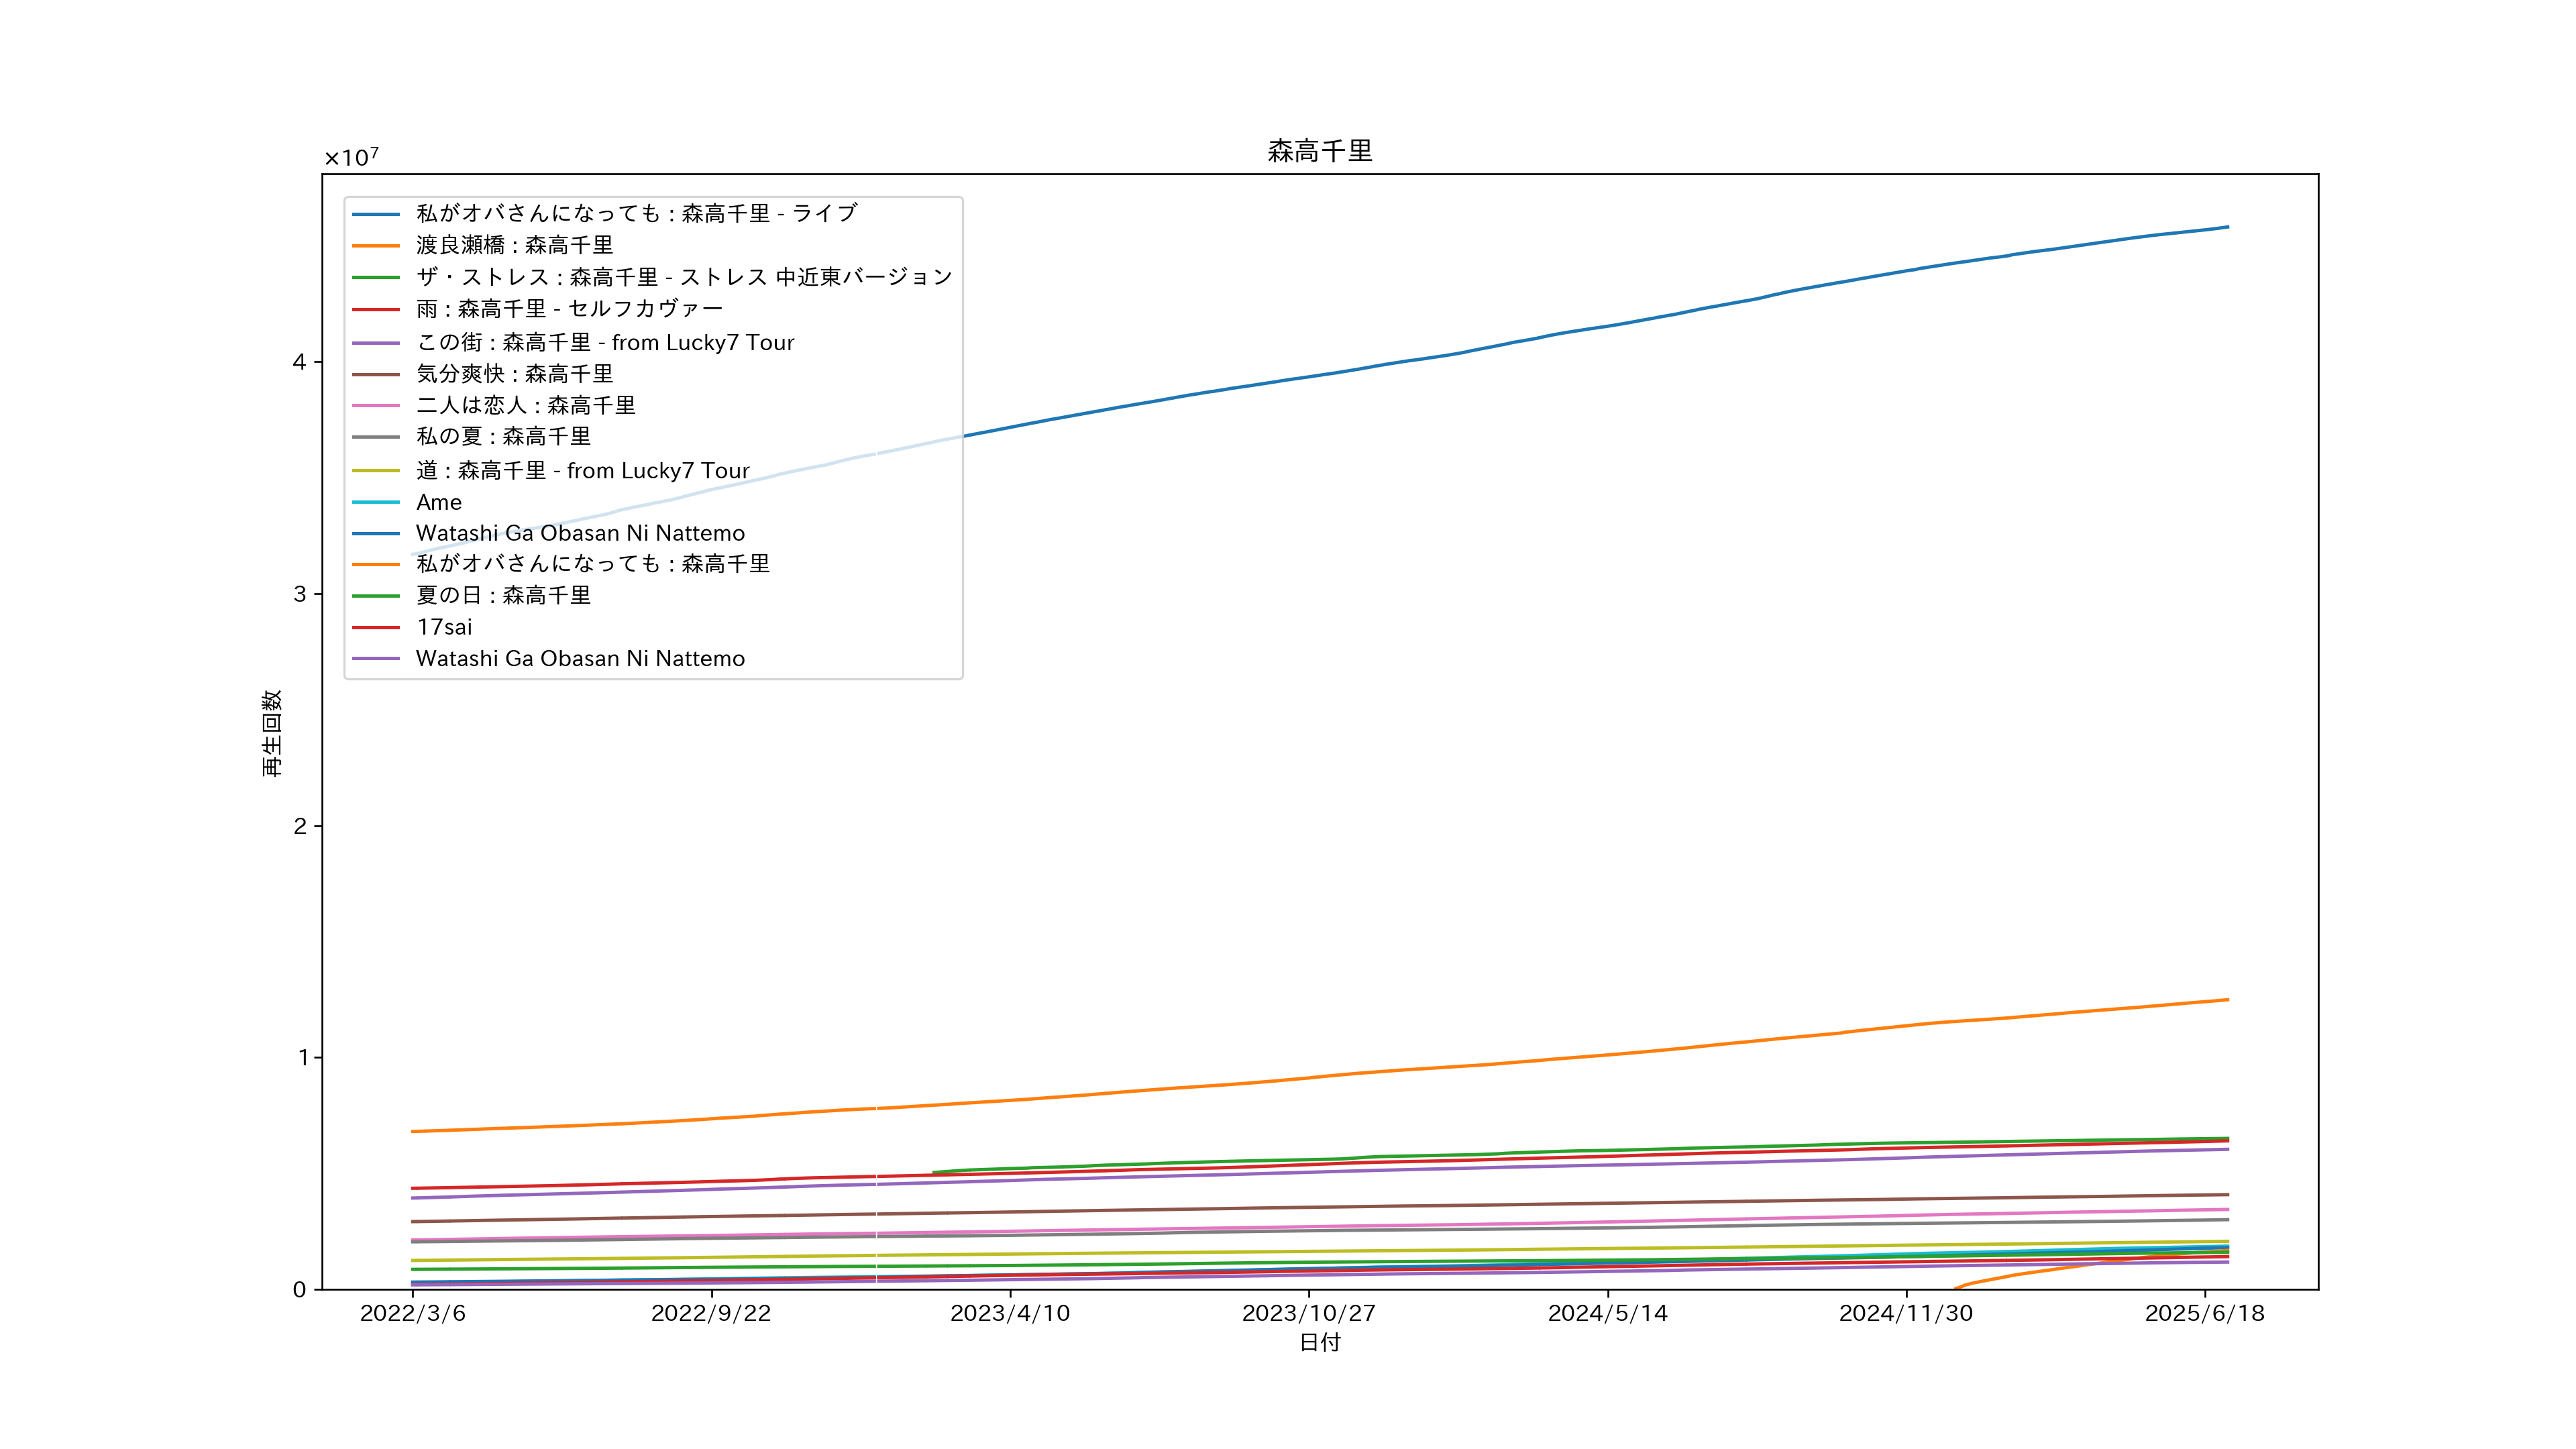 森高千里
×10⁷
私がオバさんになっても : 森高千里 - ライブ
渡良瀬橋 : 森高千里
ザ・ストレス : 森高千里 - ストレス 中近東バージョン
雨 : 森高千里 - セルフカヴァー
この街 : 森高千里 - from Lucky7 Tour
気分爽快 : 森高千里
二人は恋人 : 森高千里
私の夏 : 森高千里
道 : 森高千里 - from Lucky7 Tour
Ame
Watashi Ga Obasan Ni Nattemo
私がオバさんになっても : 森高千里
夏の日 : 森高千里
17sai
Watashi Ga Obasan Ni Nattemo
4
3
2
1
0
再生回数
2022/3/6 2022/9/22 2023/4/10 2023/10/27 2024/5/14 2024/11/30 2025/6/18
日付